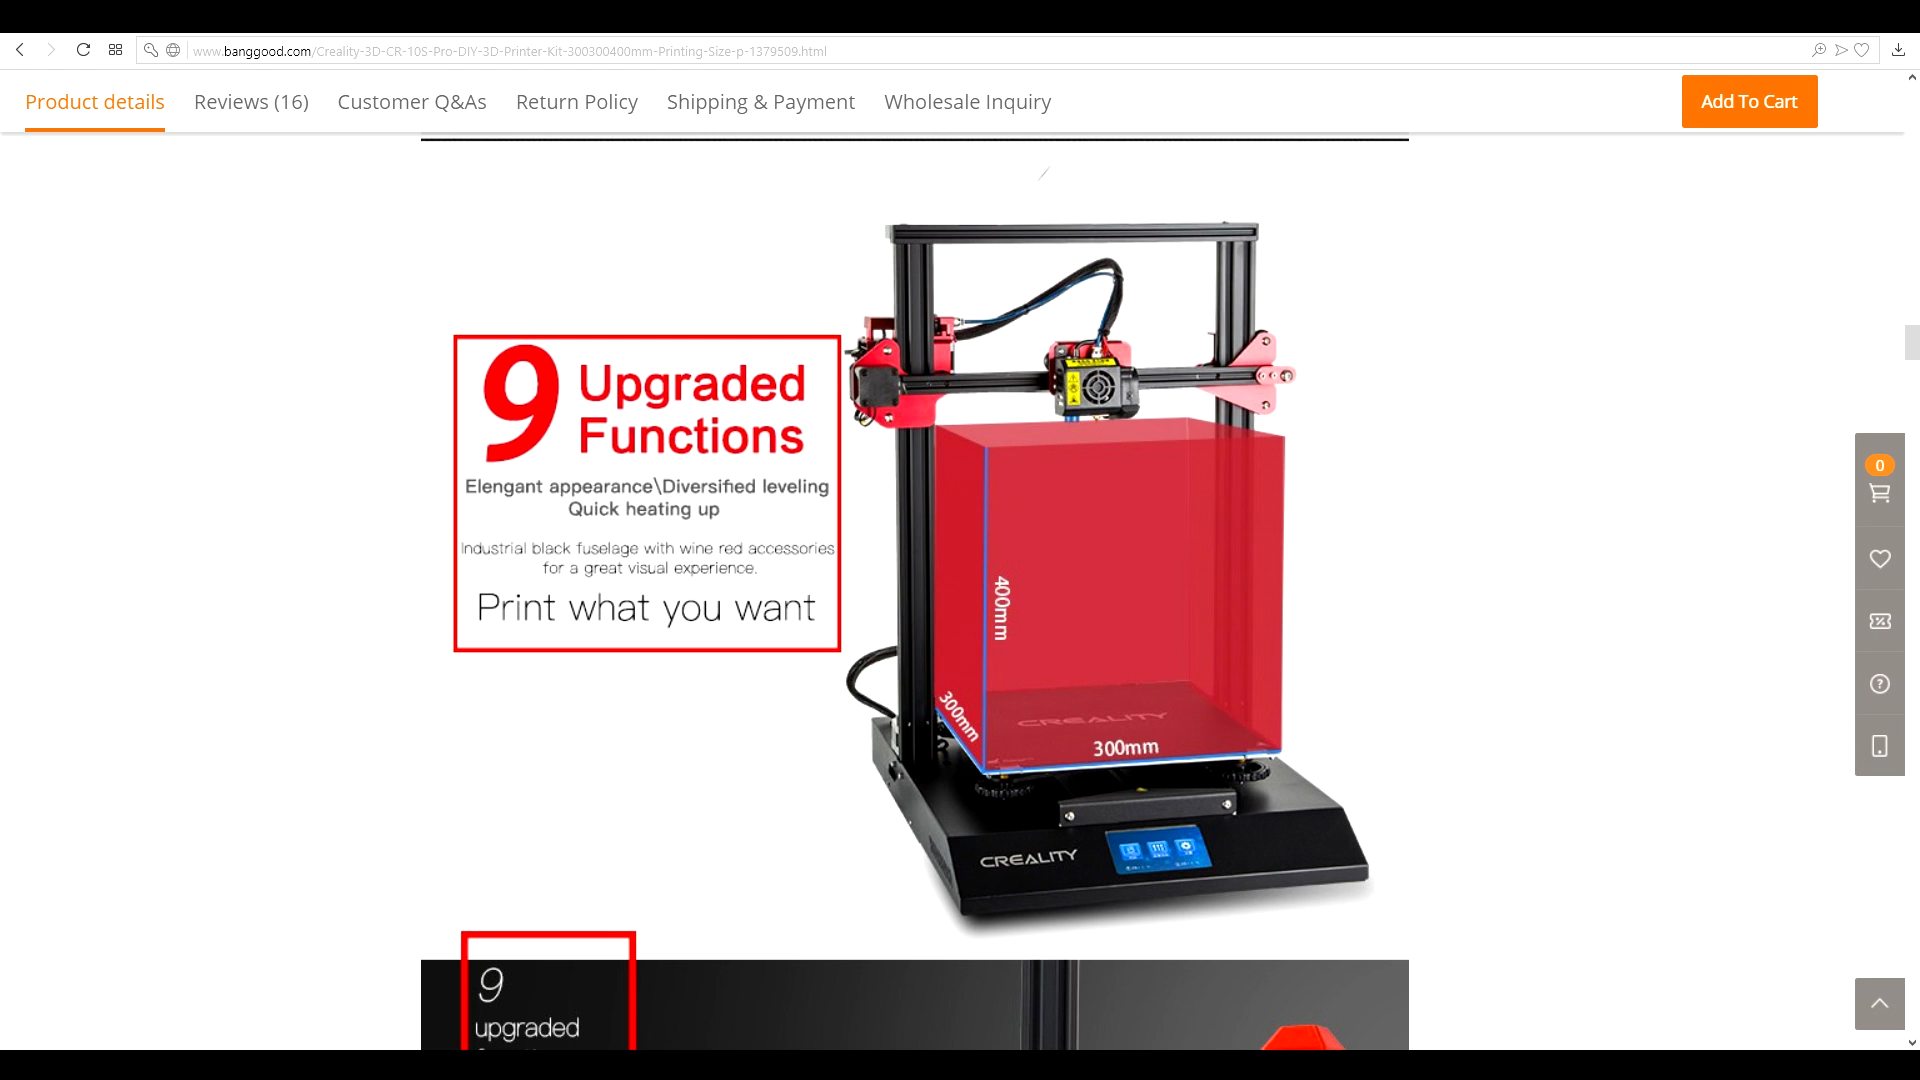 www.banggood.com/Creality-3D-CR-10S-Pro-DIY-3D-Printer-Kit-300300400mm-Printing-Size-p-1379509.html
Product details Reviews (16) Customer Q&As Return Policy Shipping & Payment Wholesale Inquiry Add To Cart
9 Upgraded
Functions
Elengant appearance\Diversified leveling
Quick heating up
Industrial black fuselage with wine red accessories
for a great visual experience.
Print what you want
400mm
300mm
CREALITY
300mm
CREALITY
0
9
upgraded